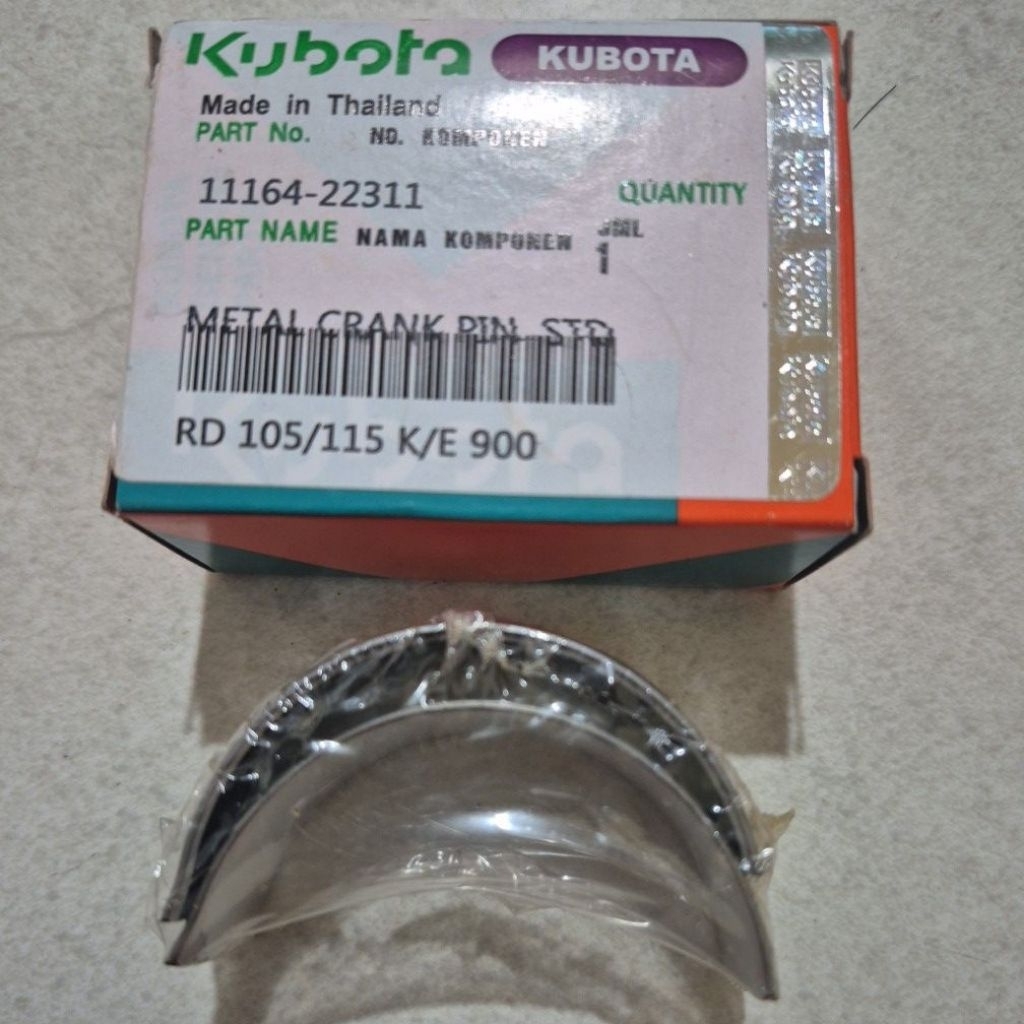 Kubota KUBOTA
Made in Thailand
PART No. NO. KOMPONEN
11164-22311 QUANTITY
PART NAME NAMA KOMPONEN JML
1
METAL CRANK PIN, STD
RD 105/115 K/E 900